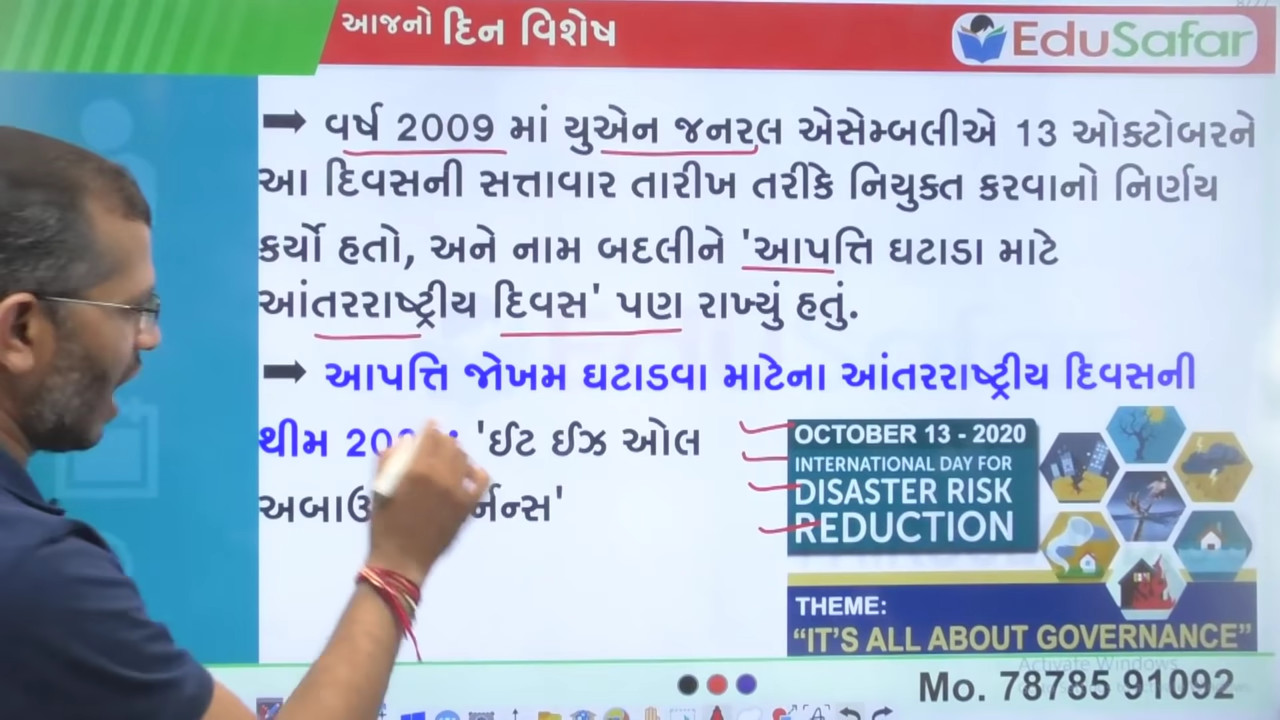 આજનો દિન વિશેષ
EduSafar
વર્ષ 2009 માં યુએન જનરલ એસેમ્બલીએ 13 ઓક્ટોબરને
આ દિવસની સત્તાવાર તારીખ તરીકે નિયુક્ત કરવાનો નિર્ણય
કર્યો હતો, અને નામ બદલીને 'આપત્તિ ઘટાડા માટે
આંતરરાષ્ટ્રીય દિવસ' પણ રાખ્યું હતું.
આપત્તિ જોખમ ઘટાડવા માટેના આંતરરાષ્ટ્રીય દિવસની
થીમ 'ઈટ ઈઝ ઓલ
OCTOBER 13 - 2020
INTERNATIONAL DAY FOR
DISASTER RISK
REDUCTION
THEME:
"IT'S ALL ABOUT GOVERNANCE"
Activate Windows
Mo. 78785 91092